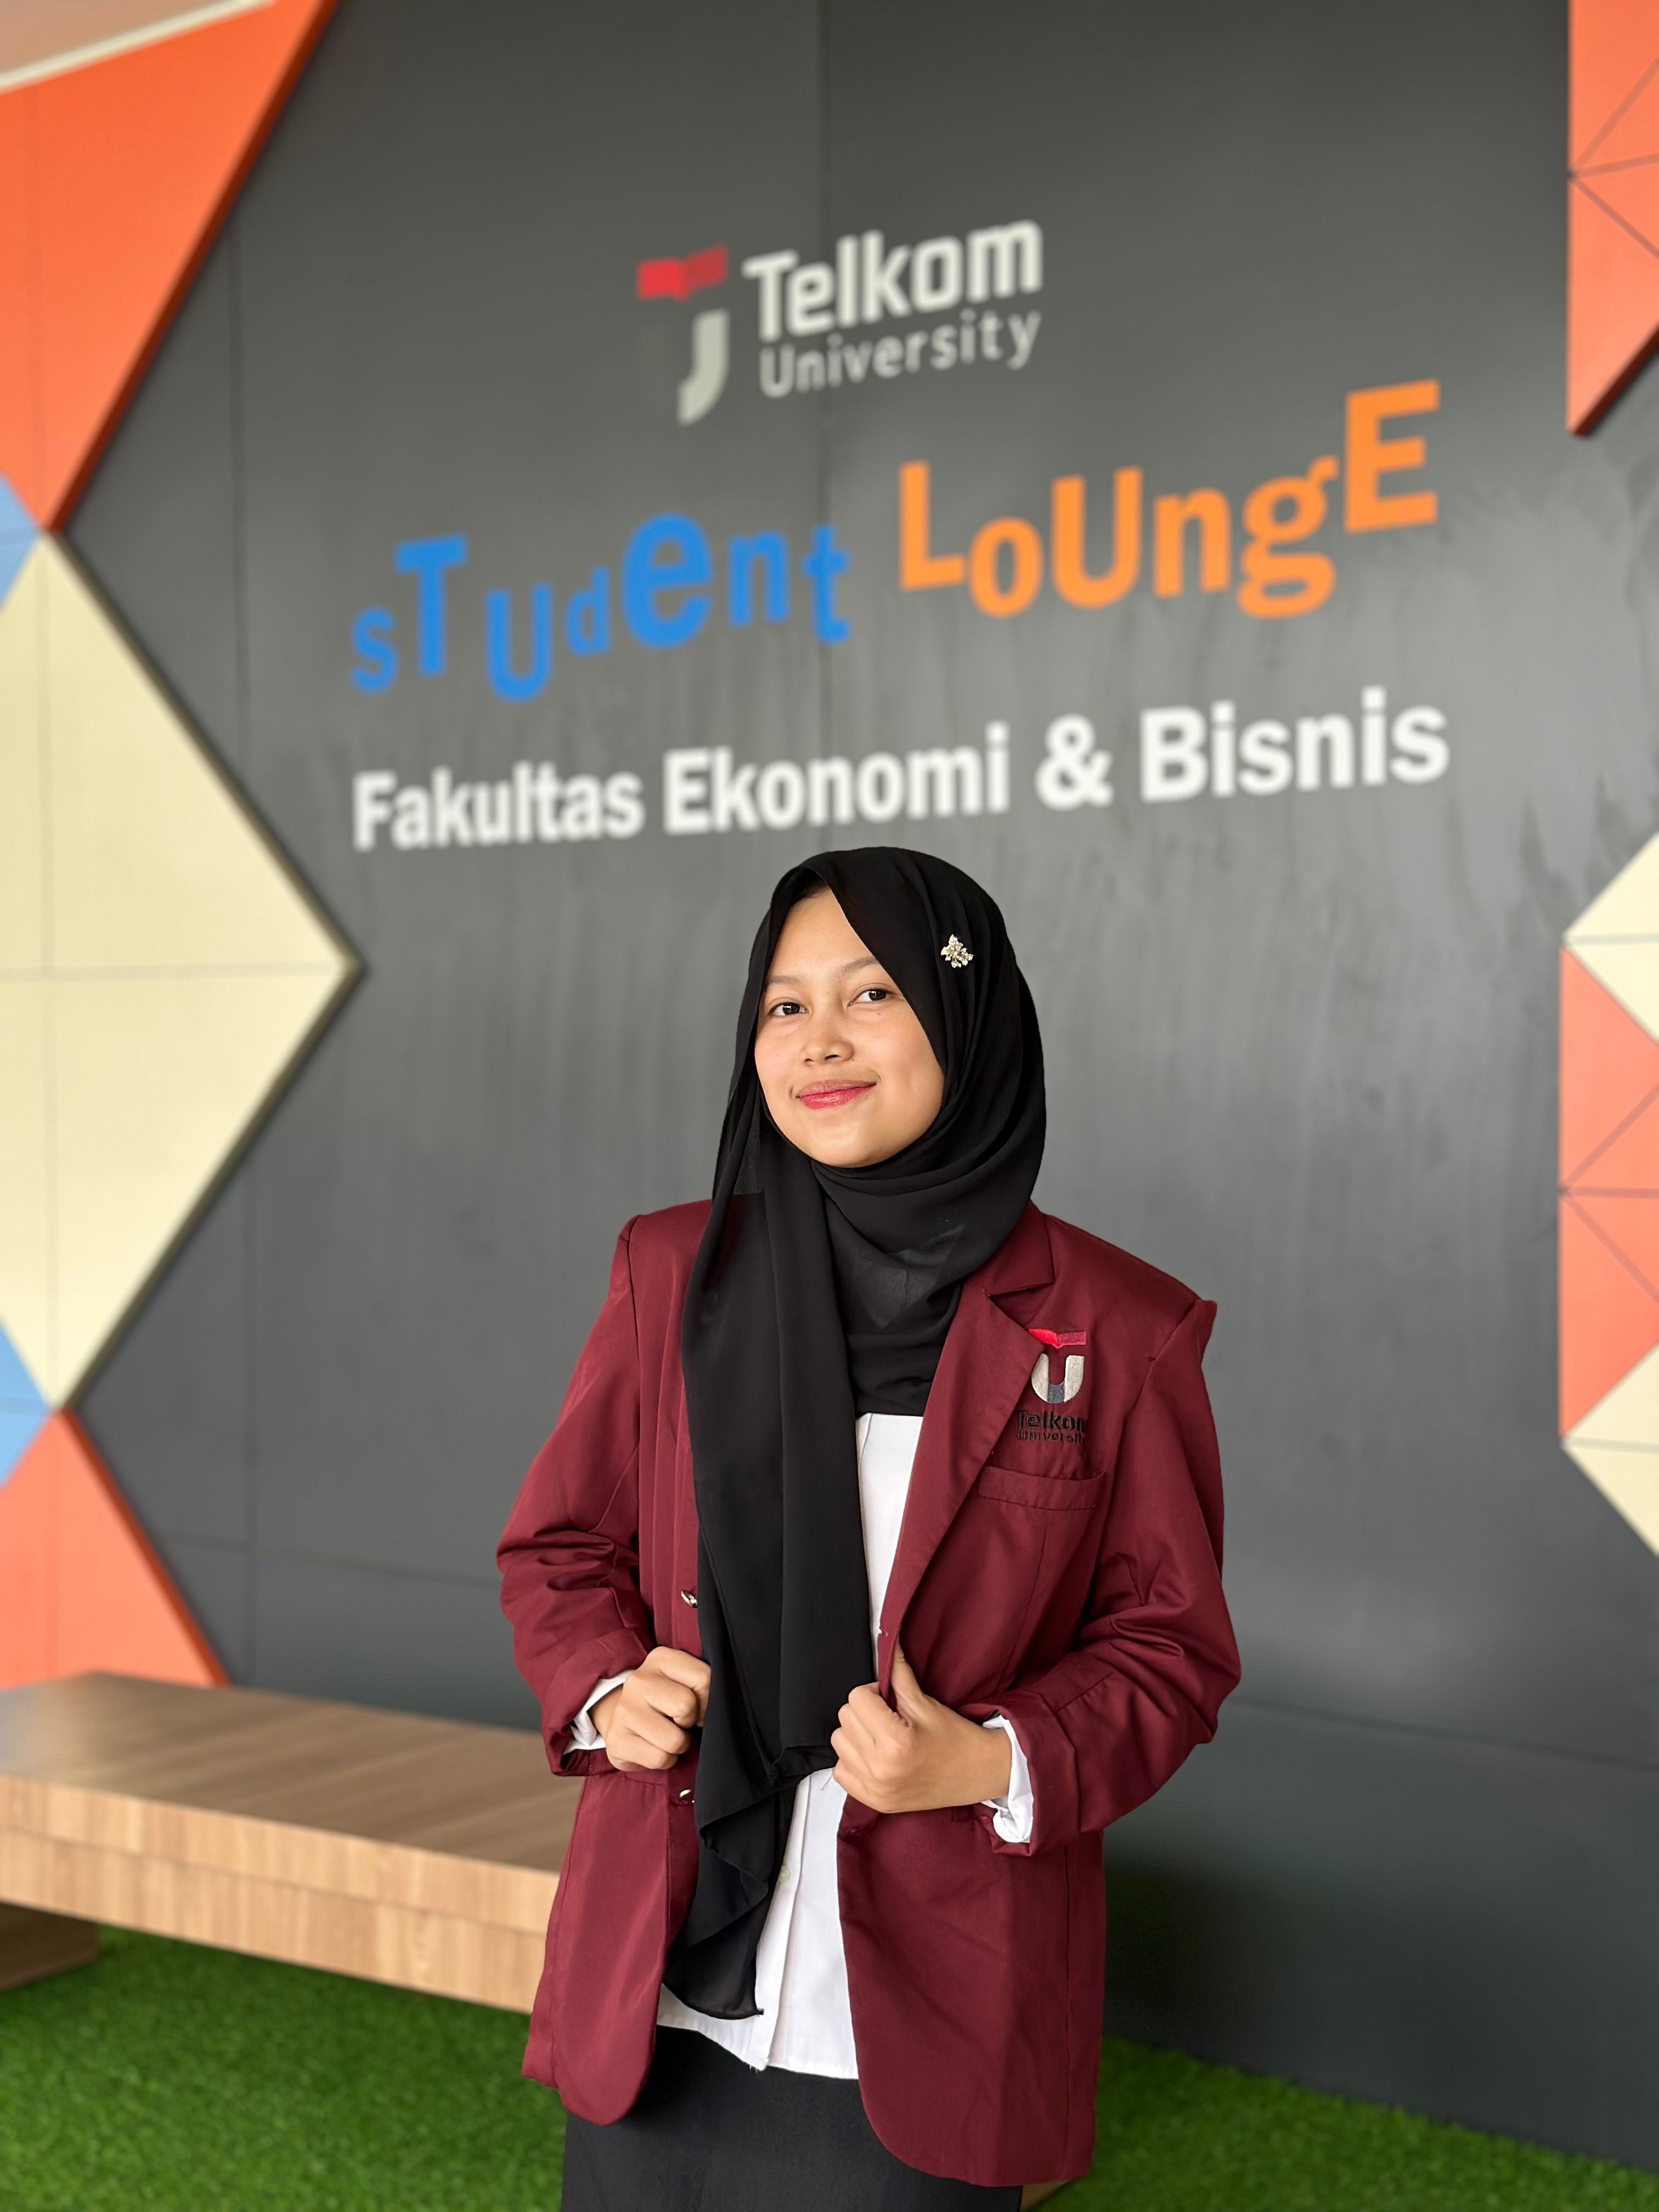 Telkom
University
sTUdent LoUngE
Fakultas Ekonomi & Bisnis
Telkom
University